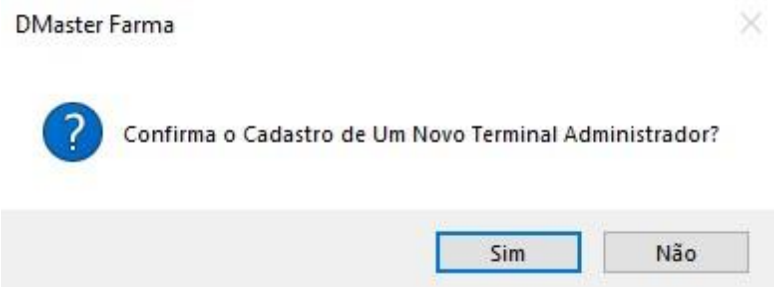 DMaster Farma
Confirma o Cadastro de Um Novo Terminal Administrador?
Sim Não